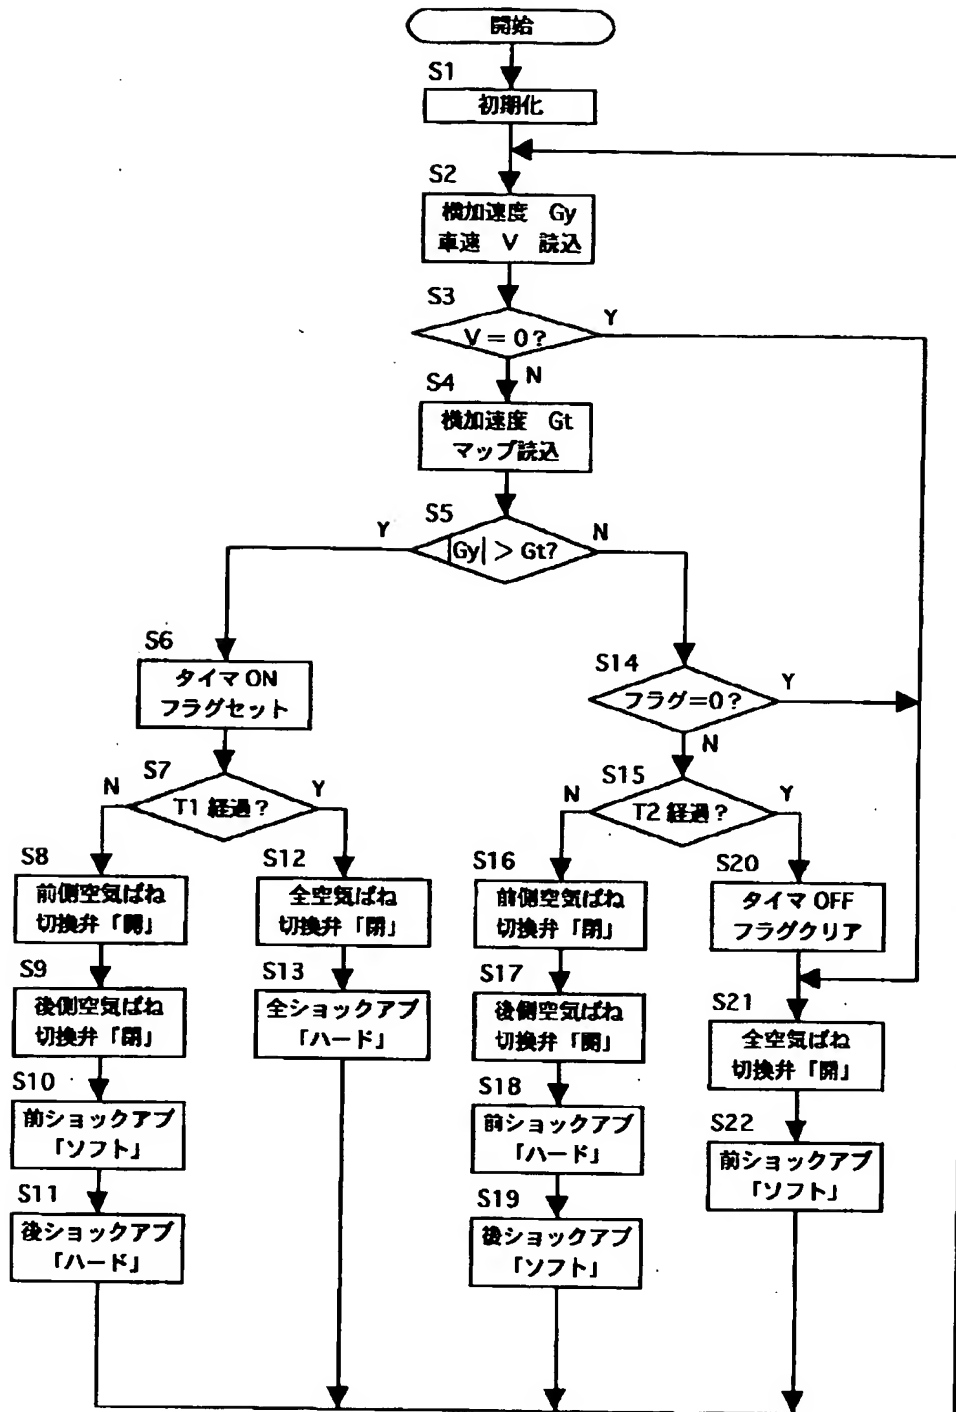 開始
S1
初期化
S2
横加速度 Gy
車速 V 読込
S3
V = 0?
Y
N
S4
横加速度 Gt
マップ読込
S5
|Gy| > Gt?
Y
N
S6
タイマ ON
フラグセット
S7
T1 経過?
N
Y
S8
前側空気ばね
切換弁「開」
S9
後側空気ばね
切換弁「閉」
S10
前ショックアブ
「ソフト」
S11
後ショックアブ
「ハード」
S12
全空気ばね
切換弁「閉」
S13
全ショックアブ
「ハード」
S14
フラグ=0?
Y
N
S15
T2 経過?
N
Y
S16
前側空気ばね
切換弁「閉」
S17
後側空気ばね
切換弁「開」
S18
前ショックアブ
「ハード」
S19
後ショックアブ
「ソフト」
S20
タイマ OFF
フラグクリア
S21
全空気ばね
切換弁「開」
S22
前ショックアブ
「ソフト」